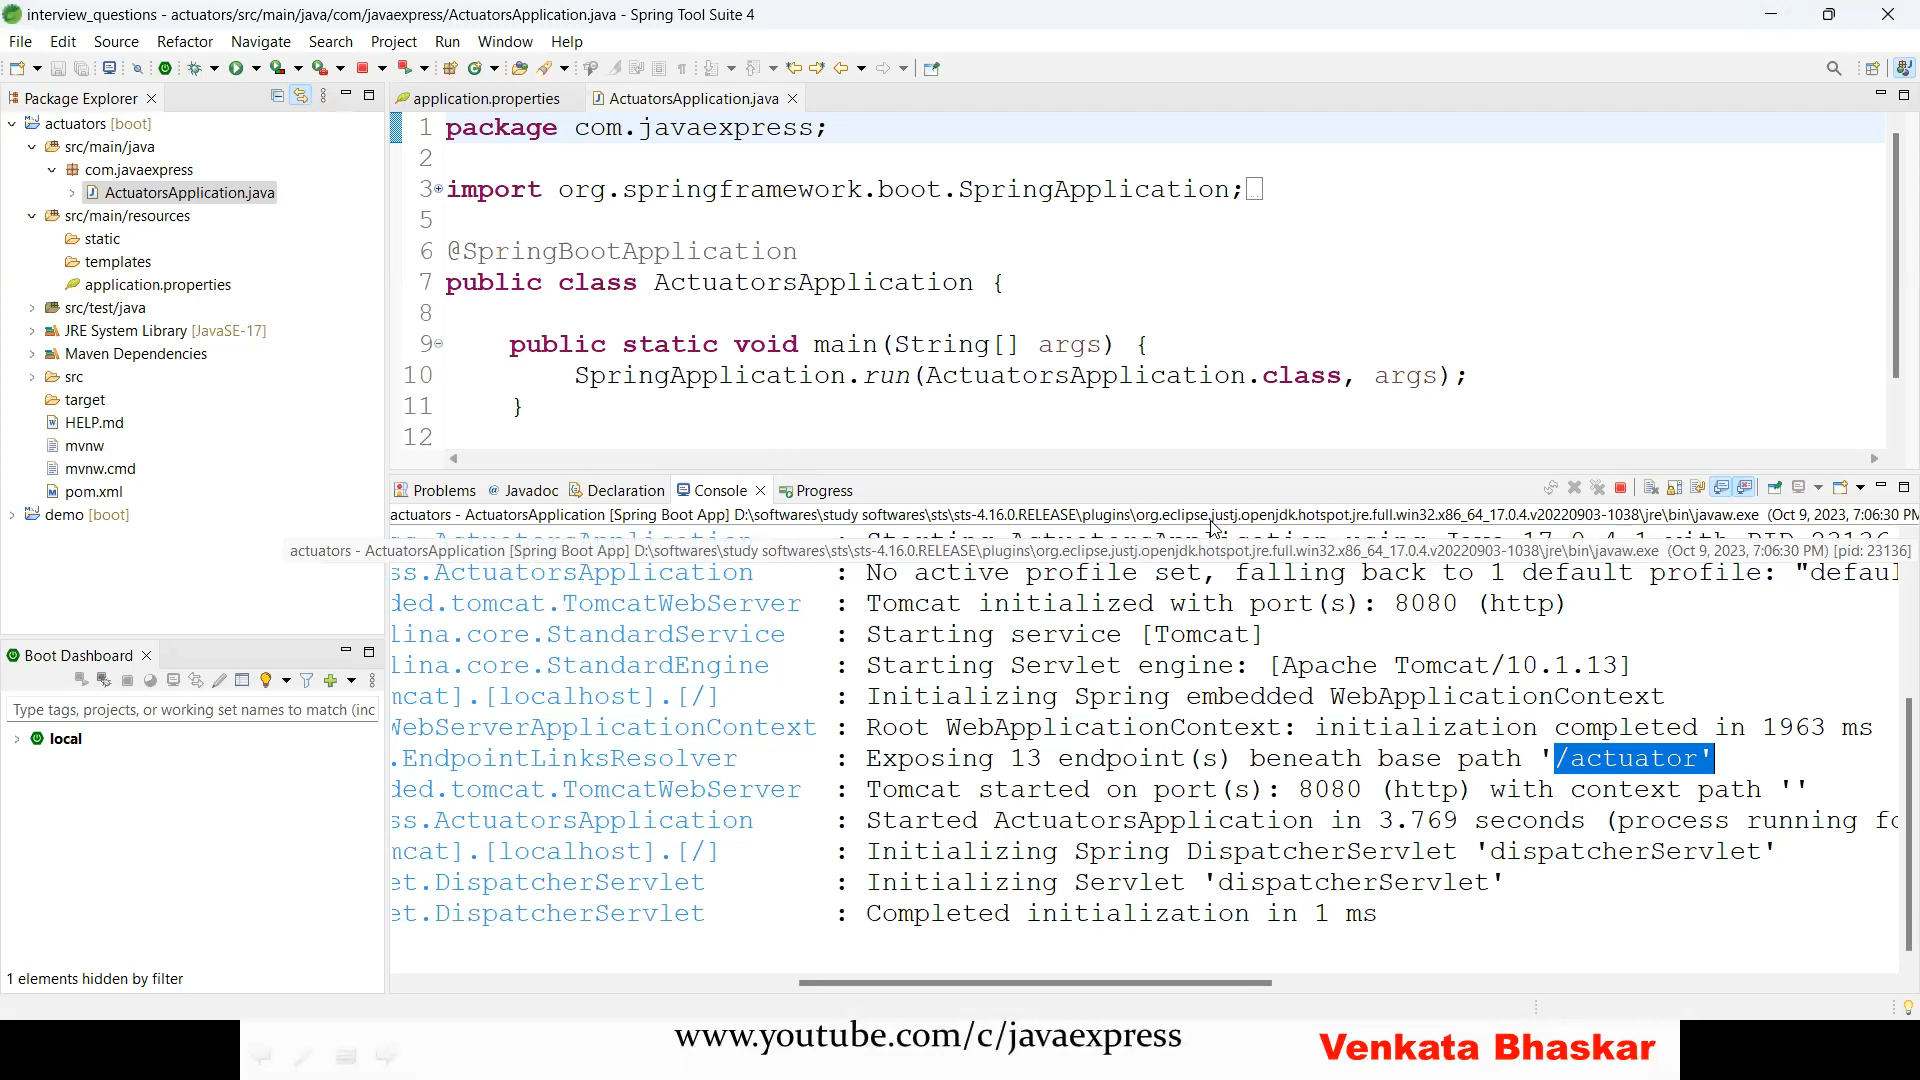 interview_questions - actuators/src/main/java/com/javaexpress/ActuatorsApplication.java - Spring Tool Suite 4
File Edit Source Refactor Navigate Search Project Run Window Help
Package Explorer
actuators [boot]
src/main/java
com.javaexpress
ActuatorsApplication.java
src/main/resources
static
templates
application.properties
src/test/java
JRE System Library [JavaSE-17]
Maven Dependencies
src
target
HELP.md
mvnw
mvnw.cmd
pom.xml
demo [boot]
Boot Dashboard
Type tags, projects, or working set names to match (inc
local
1 elements hidden by filter
application.properties ActuatorsApplication.java
1 package com.javaexpress;
2
3 import org.springframework.boot.SpringApplication;
5
6 @SpringBootApplication
7 public class ActuatorsApplication {
8
9 public static void main(String[] args) {
10 SpringApplication.run(ActuatorsApplication.class, args);
11 }
12
Problems @ Javadoc Declaration Console Progress
actuators - ActuatorsApplication [Spring Boot App] D:\softwares\study softwares\sts\sts-4.16.0.RELEASE\plugins\org.eclipse.justj.openjdk.hotspot.jre.full.win32.x86_64_17.0.4.v20220903-1038\jre\bin\javaw.exe (Oct 9, 2023, 7:06:30 PM
actuators - ActuatorsApplication [Spring Boot App] D:\softwares\study softwares\sts\sts-4.16.0.RELEASE\plugins\org.eclipse.justj.openjdk.hotspot.jre.full.win32.x86_64_17.0.4.v20220903-1038\jre\bin\javaw.exe (Oct 9, 2023, 7:06:30 PM) [pid: 23136]
ss.ActuatorsApplication : No active profile set, falling back to 1 default profile: "defaul
ded.tomcat.TomcatWebServer : Tomcat initialized with port(s): 8080 (http)
lina.core.StandardService : Starting service [Tomcat]
lina.core.StandardEngine : Starting Servlet engine: [Apache Tomcat/10.1.13]
mcat].[localhost].[/] : Initializing Spring embedded WebApplicationContext
WebServerApplicationContext : Root WebApplicationContext: initialization completed in 1963 ms
.EndpointLinksResolver : Exposing 13 endpoint(s) beneath base path '/actuator'
ded.tomcat.TomcatWebServer : Tomcat started on port(s): 8080 (http) with context path ''
ss.ActuatorsApplication : Started ActuatorsApplication in 3.769 seconds (process running fo
mcat].[localhost].[/] : Initializing Spring DispatcherServlet 'dispatcherServlet'
et.DispatcherServlet : Initializing Servlet 'dispatcherServlet'
et.DispatcherServlet : Completed initialization in 1 ms
www.youtube.com/c/javaexpress
Venkata Bhaskar